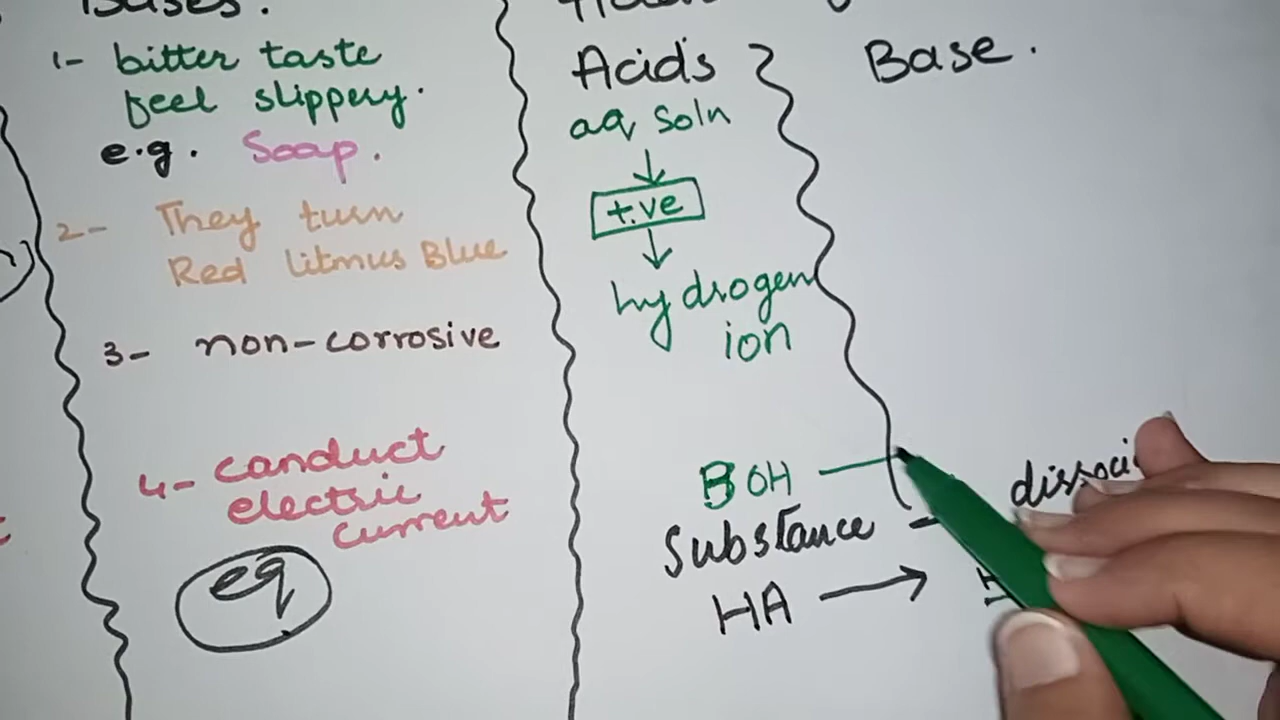 Bases.
1- bitter taste
feel slippery.
e.g. Soap.
2- They turn
Red litmus Blue
3- non-corrosive
4- conduct
electric
current
eq
Acids
aq soln
+ve
hydrogen
ion
Base.
BOH
Substance
HA